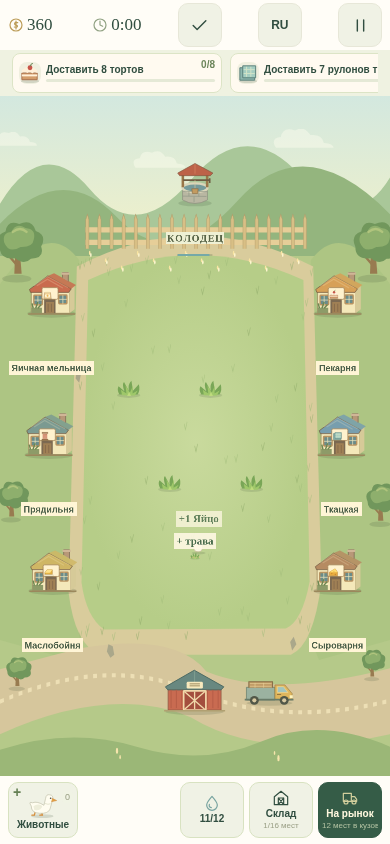 360
0:00
RU
Доставить 8 тортов
0/8
Доставить 7 рулонов т
КОЛОДЕЦ
Яичная мельница
Пекарня
Прядильня
Ткацкая
+1 Яйцо
+ трава
Маслобойня
Сыроварня
+
0
Животные
11/12
Склад
1/16 мест
На рынок
12 мест в кузов